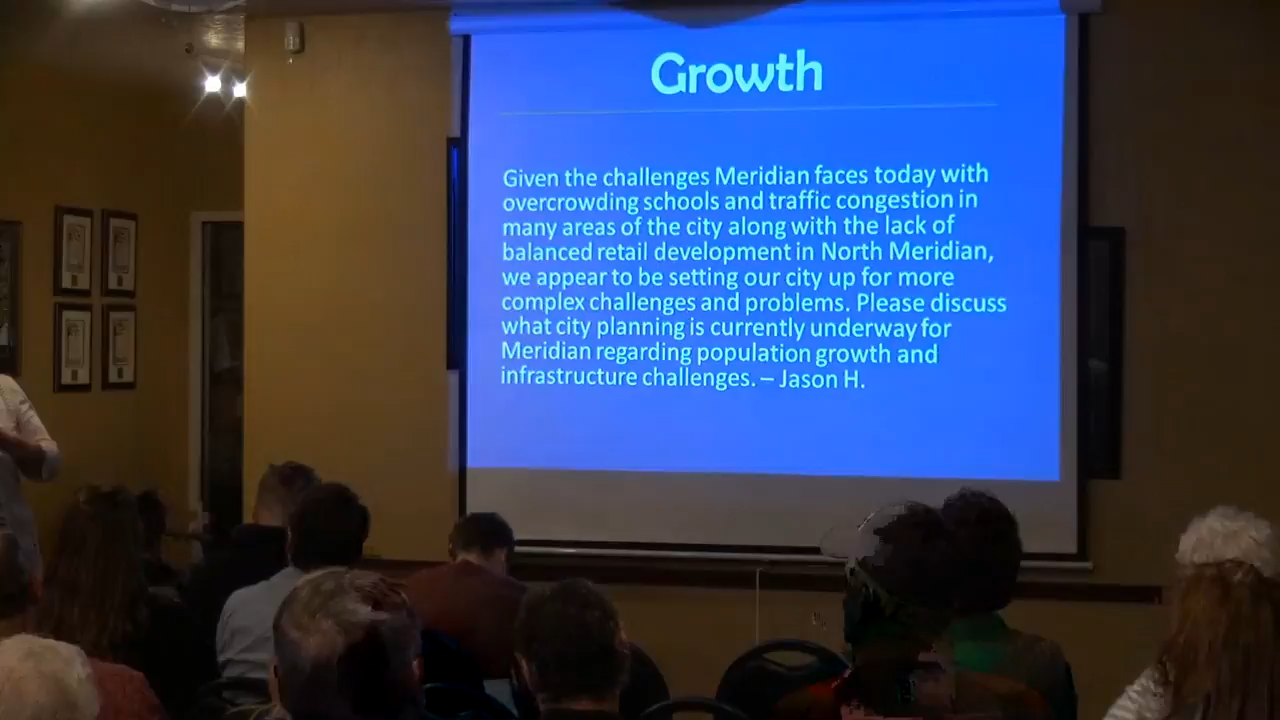 Growth
Given the challenges Meridian faces today with
overcrowding schools and traffic congestion in
many areas of the city along with the lack of
balanced retail development in North Meridian,
we appear to be setting our city up for more
complex challenges and problems. Please discuss
what city planning is currently underway for
Meridian regarding population growth and
infrastructure challenges. – Jason H.